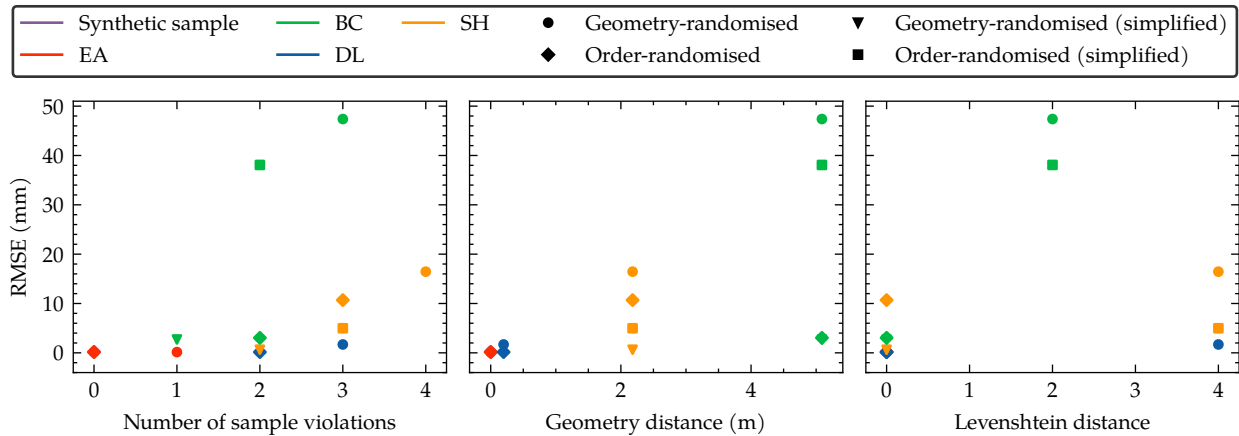 Synthetic sample BC SH Geometry-randomised Geometry-randomised (simplified)
EA DL Order-randomised Order-randomised (simplified)
50
40
30
20
10
0
RMSE (mm)
0 1 2 3 4
Number of sample violations
0 2 4
Geometry distance (m)
0 1 2 3 4
Levenshtein distance